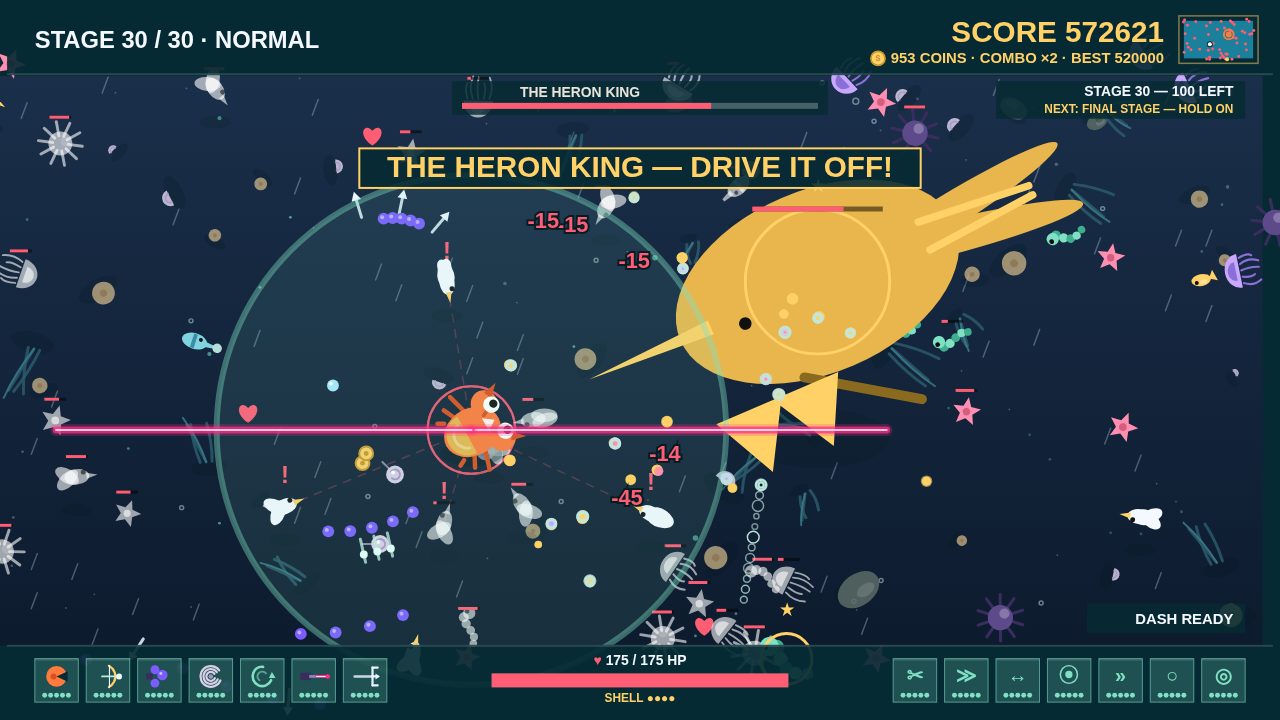 STAGE 30 / 30 · NORMAL
SCORE 572621
953 COINS · COMBO ×2 · BEST 520000
THE HERON KING
STAGE 30 — 100 LEFT
NEXT: FINAL STAGE — HOLD ON
THE HERON KING — DRIVE IT OFF!
-15
-15
-15
!
-14
-45
!
!
!
DASH READY
♥ 175 / 175 HP
SHELL ●●●●